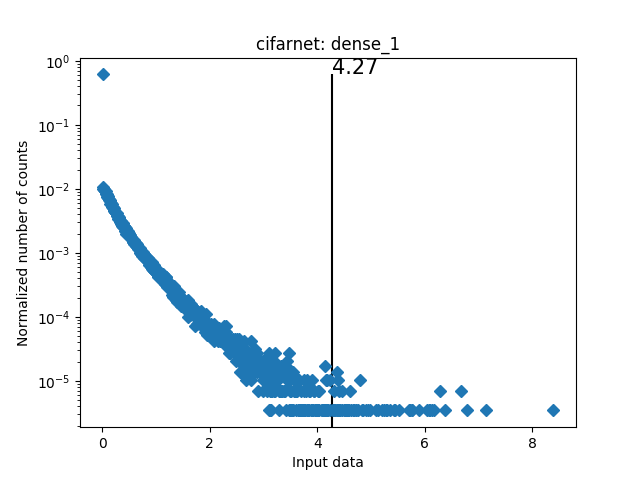 cifarnet: dense_1
4.27
Normalized number of counts
10⁰
10⁻¹
10⁻²
10⁻³
10⁻⁴
10⁻⁵
0 2 4 6 8
Input data